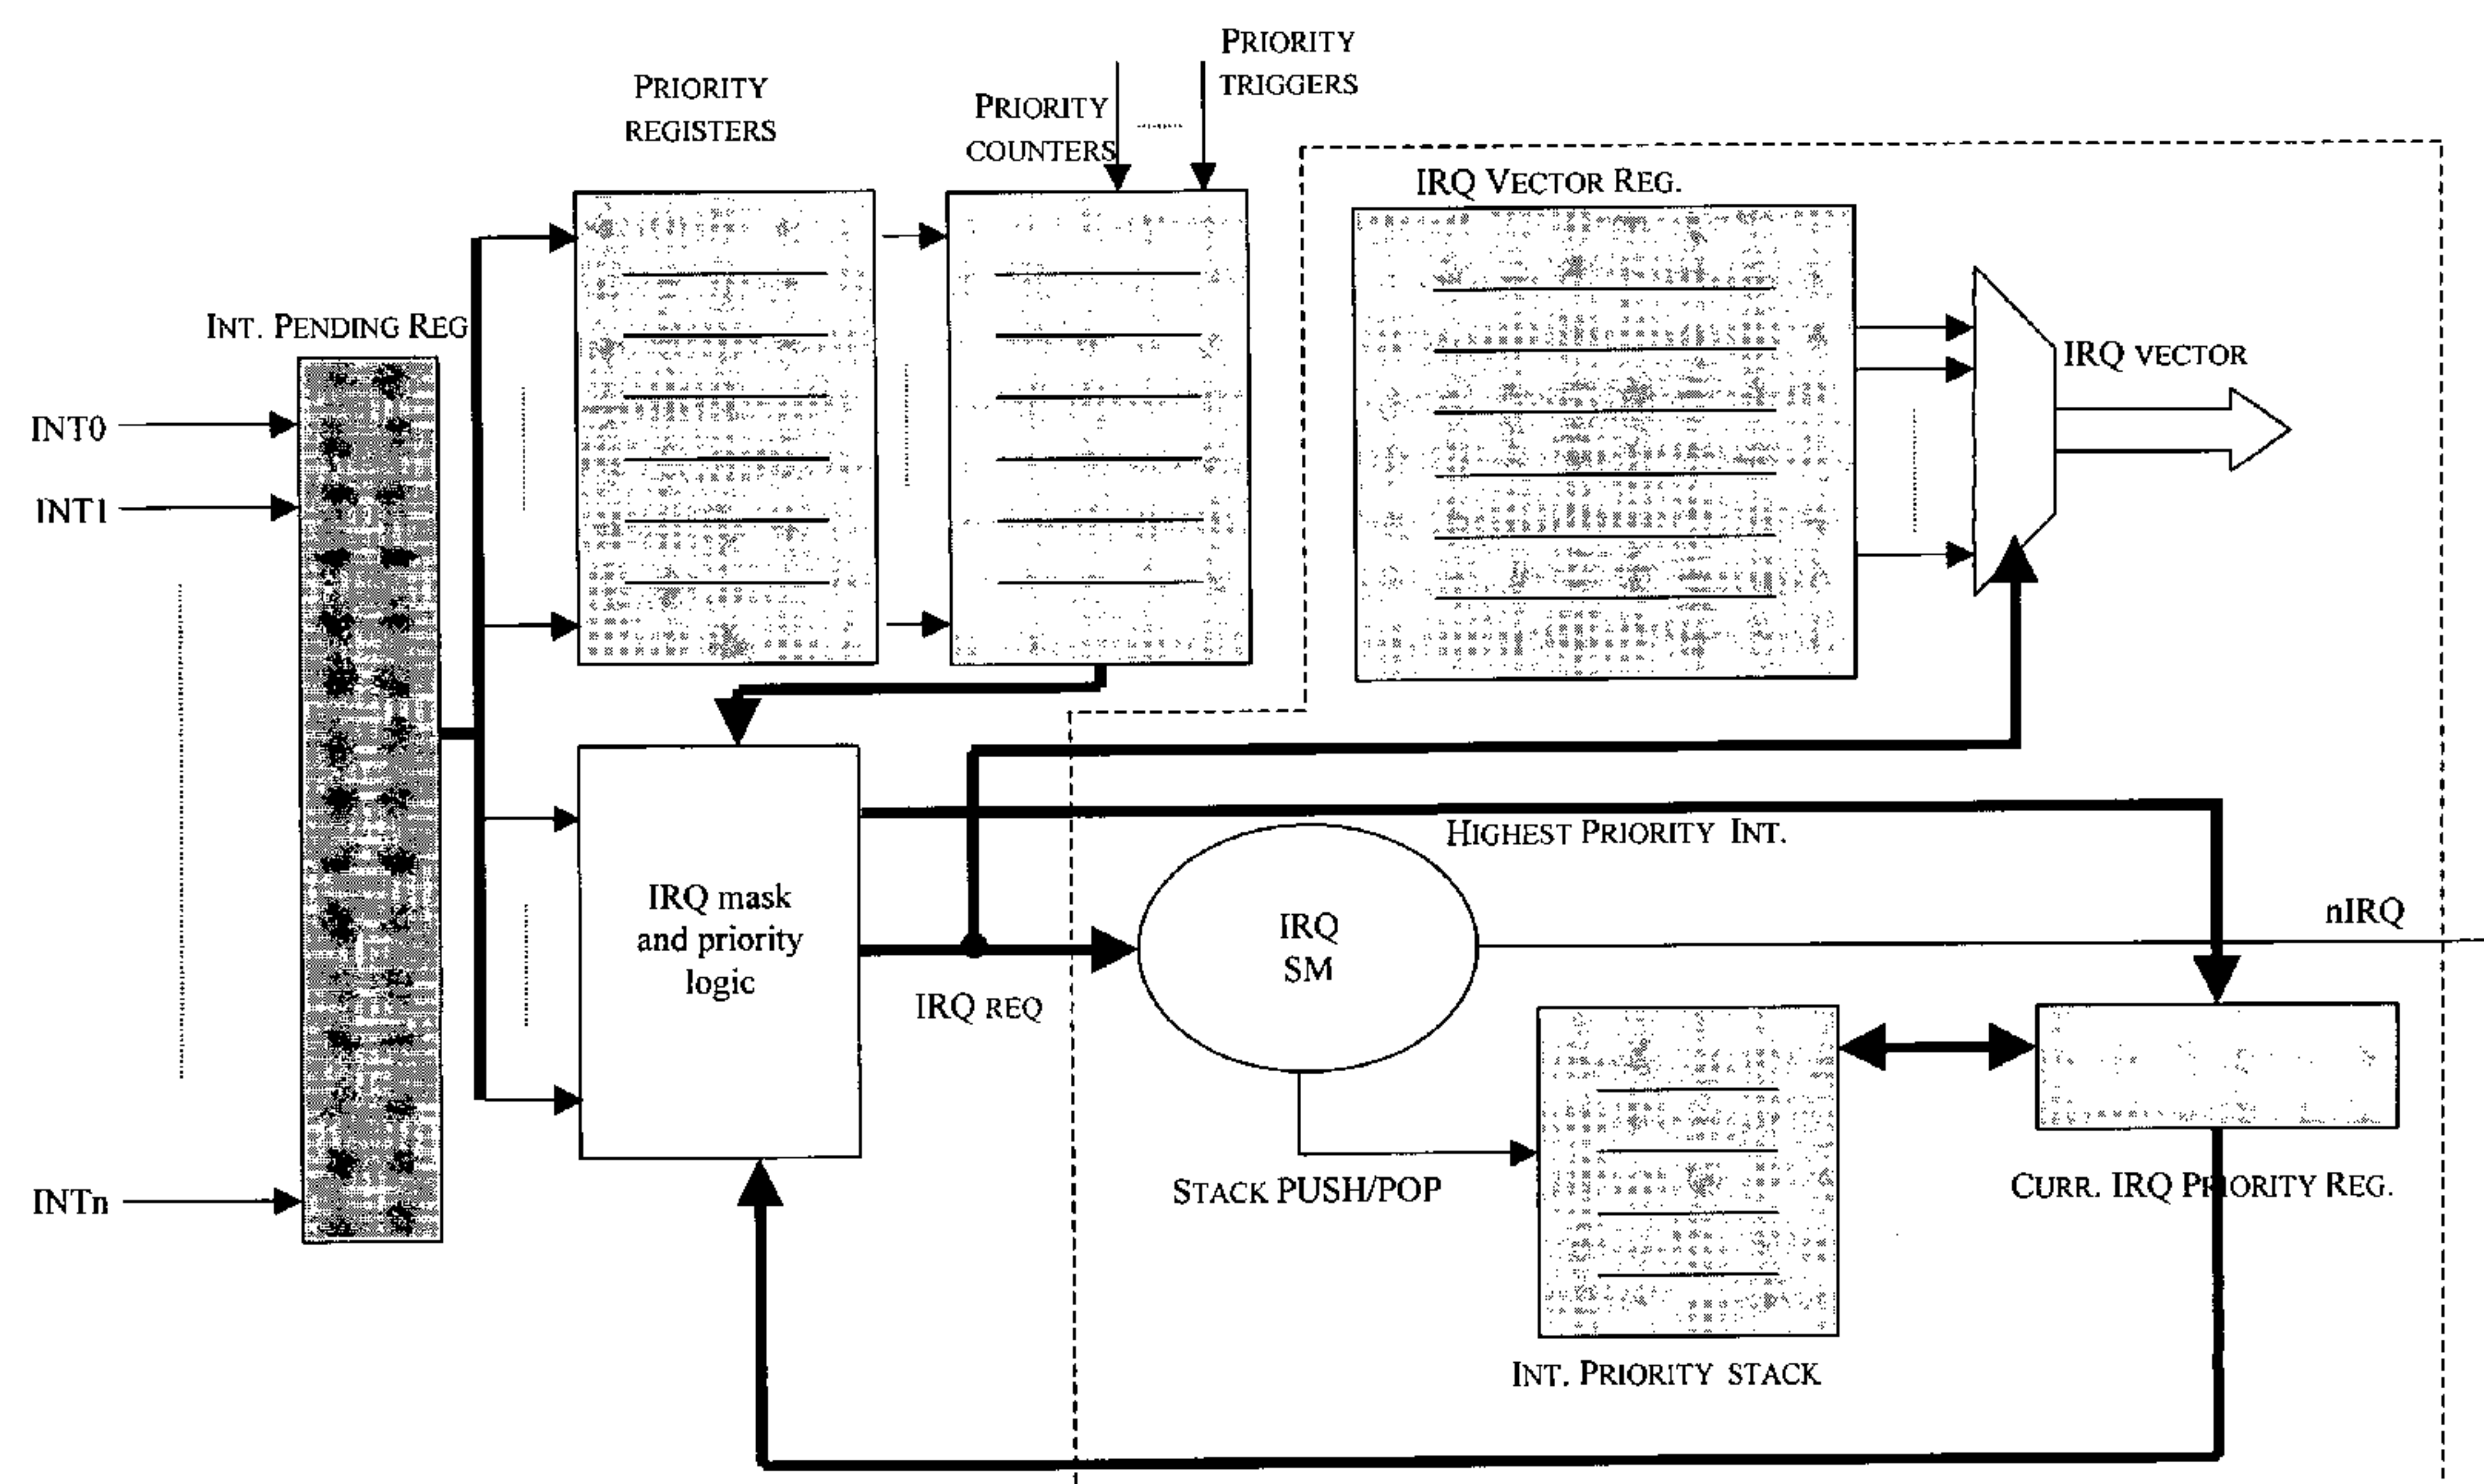 PRIORITY
TRIGGERS
PRIORITY
REGISTERS
PRIORITY
COUNTERS
IRQ VECTOR REG.
INT. PENDING REG
IRQ VECTOR
INT0
INT1
HIGHEST PRIORITY INT.
IRQ mask
and priority
logic
IRQ
SM
nIRQ
IRQ REQ
STACK PUSH/POP
CURR. IRQ PRIORITY REG.
INTn
INT. PRIORITY STACK